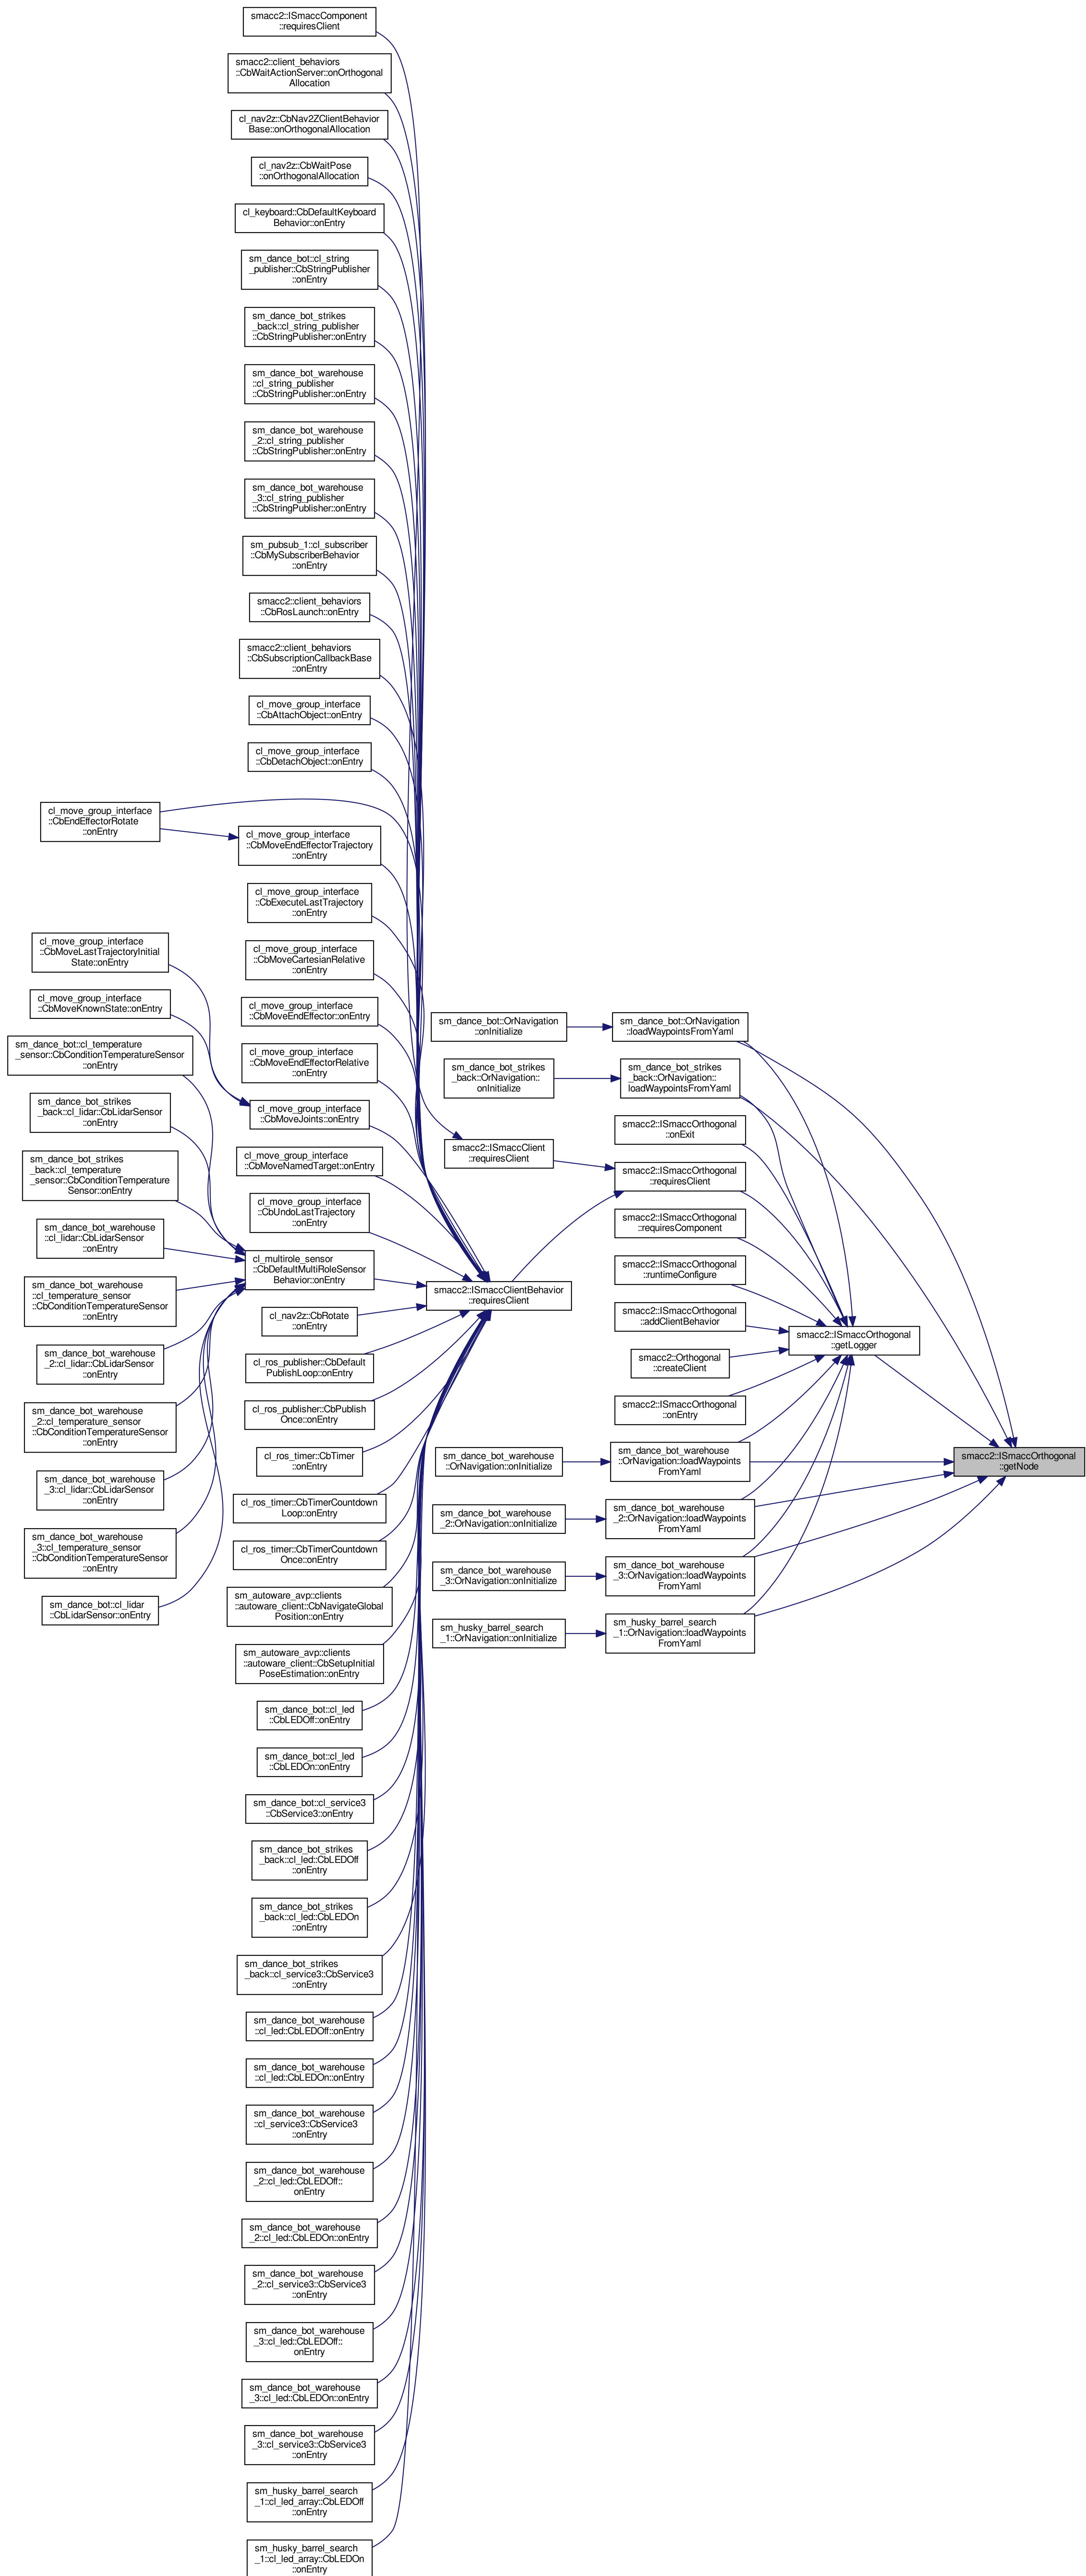 smacc2::ISmaccComponent
::requiresClient
smacc2::client_behaviors
::CbWaitActionServer::onOrthogonal
Allocation
cl_nav2z::CbNav2ZClientBehavior
Base::onOrthogonalAllocation
cl_nav2z::CbWaitPose
::onOrthogonalAllocation
cl_keyboard::CbDefaultKeyboard
Behavior::onEntry
sm_dance_bot::cl_string
_publisher::CbStringPublisher
::onEntry
sm_dance_bot_strikes
_back::cl_string_publisher
::CbStringPublisher::onEntry
sm_dance_bot_warehouse
::cl_string_publisher
::CbStringPublisher::onEntry
sm_dance_bot_warehouse
_2::cl_string_publisher
::CbStringPublisher::onEntry
sm_dance_bot_warehouse
_3::cl_string_publisher
::CbStringPublisher::onEntry
sm_pubsub_1::cl_subscriber
::CbMySubscriberBehavior
::onEntry
smacc2::client_behaviors
::CbRosLaunch::onEntry
smacc2::client_behaviors
::CbSubscriptionCallbackBase
::onEntry
cl_move_group_interface
::CbAttachObject::onEntry
cl_move_group_interface
::CbDetachObject::onEntry
cl_move_group_interface
::CbEndEffectorRotate
::onEntry
cl_move_group_interface
::CbMoveEndEffectorTrajectory
::onEntry
cl_move_group_interface
::CbExecuteLastTrajectory
::onEntry
cl_move_group_interface
::CbMoveLastTrajectoryInitial
State::onEntry
cl_move_group_interface
::CbMoveCartesianRelative
::onEntry
cl_move_group_interface
::CbMoveKnownState::onEntry
cl_move_group_interface
::CbMoveEndEffector::onEntry
sm_dance_bot::OrNavigation
::onInitialize
sm_dance_bot::OrNavigation
::loadWaypointsFromYaml
sm_dance_bot::cl_temperature
_sensor::CbConditionTemperatureSensor
::onEntry
cl_move_group_interface
::CbMoveEndEffectorRelative
::onEntry
sm_dance_bot_strikes
_back::OrNavigation::
onInitialize
sm_dance_bot_strikes
_back::OrNavigation::
loadWaypointsFromYaml
sm_dance_bot_strikes
_back::cl_lidar::CbLidarSensor
::onEntry
cl_move_group_interface
::CbMoveJoints::onEntry
smacc2::ISmaccOrthogonal
::onExit
sm_dance_bot_strikes
_back::cl_temperature
_sensor::CbConditionTemperature
Sensor::onEntry
cl_move_group_interface
::CbMoveNamedTarget::onEntry
smacc2::ISmaccClient
::requiresClient
smacc2::ISmaccOrthogonal
::requiresClient
cl_move_group_interface
::CbUndoLastTrajectory
::onEntry
smacc2::ISmaccOrthogonal
::requiresComponent
sm_dance_bot_warehouse
::cl_lidar::CbLidarSensor
::onEntry
cl_multirole_sensor
::CbDefaultMultiRoleSensor
Behavior::onEntry
smacc2::ISmaccOrthogonal
::runtimeConfigure
sm_dance_bot_warehouse
::cl_temperature_sensor
::CbConditionTemperatureSensor
::onEntry
smacc2::ISmaccClientBehavior
::requiresClient
cl_nav2z::CbRotate
::onEntry
smacc2::ISmaccOrthogonal
::addClientBehavior
smacc2::ISmaccOrthogonal
::getLogger
sm_dance_bot_warehouse
_2::cl_lidar::CbLidarSensor
::onEntry
cl_ros_publisher::CbDefault
PublishLoop::onEntry
smacc2::Orthogonal
::createClient
sm_dance_bot_warehouse
_2::cl_temperature_sensor
::CbConditionTemperatureSensor
::onEntry
cl_ros_publisher::CbPublish
Once::onEntry
smacc2::ISmaccOrthogonal
::onEntry
cl_ros_timer::CbTimer
::onEntry
sm_dance_bot_warehouse
::OrNavigation::onInitialize
sm_dance_bot_warehouse
::OrNavigation::loadWaypoints
FromYaml
smacc2::ISmaccOrthogonal
::getNode
sm_dance_bot_warehouse
_3::cl_lidar::CbLidarSensor
::onEntry
cl_ros_timer::CbTimerCountdown
Loop::onEntry
sm_dance_bot_warehouse
_2::OrNavigation::onInitialize
sm_dance_bot_warehouse
_2::OrNavigation::loadWaypoints
FromYaml
sm_dance_bot_warehouse
_3::cl_temperature_sensor
::CbConditionTemperatureSensor
::onEntry
cl_ros_timer::CbTimerCountdown
Once::onEntry
sm_dance_bot_warehouse
_3::OrNavigation::onInitialize
sm_dance_bot_warehouse
_3::OrNavigation::loadWaypoints
FromYaml
sm_dance_bot::cl_lidar
::CbLidarSensor::onEntry
sm_autoware_avp::clients
::autoware_client::CbNavigateGlobal
Position::onEntry
sm_husky_barrel_search
_1::OrNavigation::onInitialize
sm_husky_barrel_search
_1::OrNavigation::loadWaypoints
FromYaml
sm_autoware_avp::clients
::autoware_client::CbSetupInitial
PoseEstimation::onEntry
sm_dance_bot::cl_led
::CbLEDOff::onEntry
sm_dance_bot::cl_led
::CbLEDOn::onEntry
sm_dance_bot::cl_service3
::CbService3::onEntry
sm_dance_bot_strikes
_back::cl_led::CbLEDOff
::onEntry
sm_dance_bot_strikes
_back::cl_led::CbLEDOn
::onEntry
sm_dance_bot_strikes
_back::cl_service3::CbService3
::onEntry
sm_dance_bot_warehouse
::cl_led::CbLEDOff::onEntry
sm_dance_bot_warehouse
::cl_led::CbLEDOn::onEntry
sm_dance_bot_warehouse
::cl_service3::CbService3
::onEntry
sm_dance_bot_warehouse
_2::cl_led::CbLEDOff::
onEntry
sm_dance_bot_warehouse
_2::cl_led::CbLEDOn::onEntry
sm_dance_bot_warehouse
_2::cl_service3::CbService3
::onEntry
sm_dance_bot_warehouse
_3::cl_led::CbLEDOff::
onEntry
sm_dance_bot_warehouse
_3::cl_led::CbLEDOn::onEntry
sm_dance_bot_warehouse
_3::cl_service3::CbService3
::onEntry
sm_husky_barrel_search
_1::cl_led_array::CbLEDOff
::onEntry
sm_husky_barrel_search
_1::cl_led_array::CbLEDOn
::onEntry